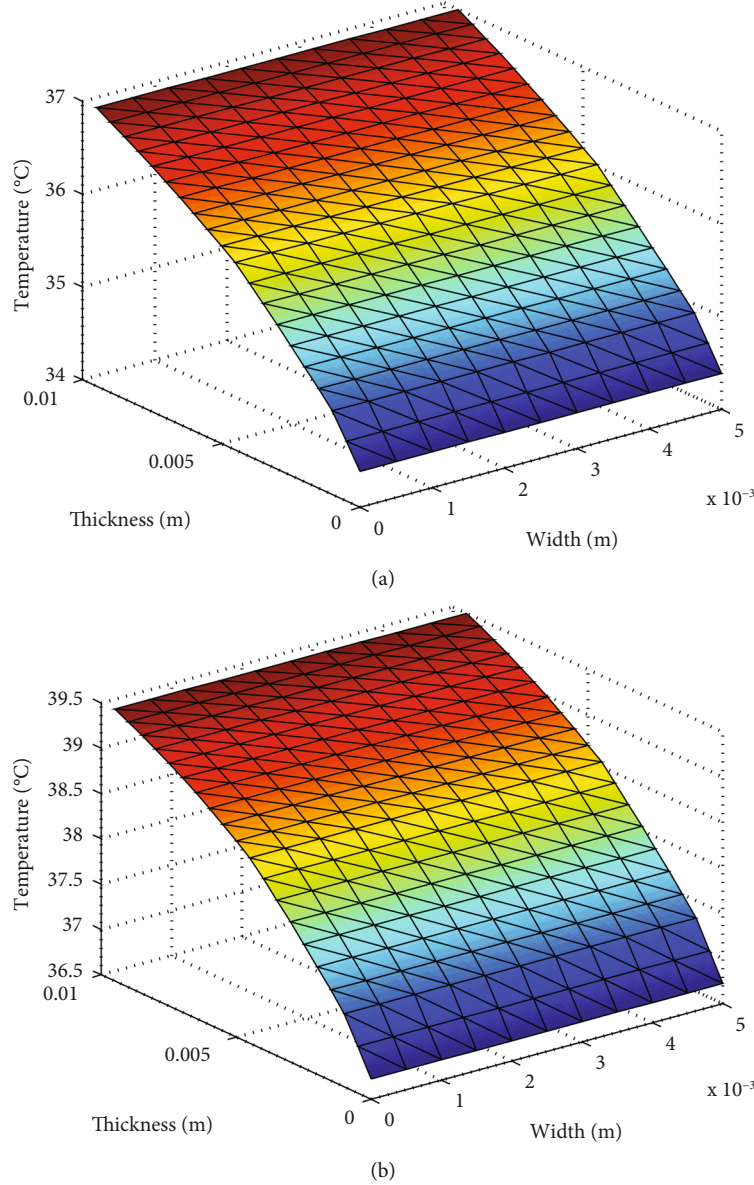 37
36
35
34
Temperature (°C)
0.01
0.005
0
Thickness (m)
0
1
2
3
4
5
x 10–3
Width (m)
(a)
39.5
39
38.5
38
37.5
37
36.5
Temperature (°C)
0.01
0.005
0
Thickness (m)
0
1
2
3
4
5
x 10–3
Width (m)
(b)